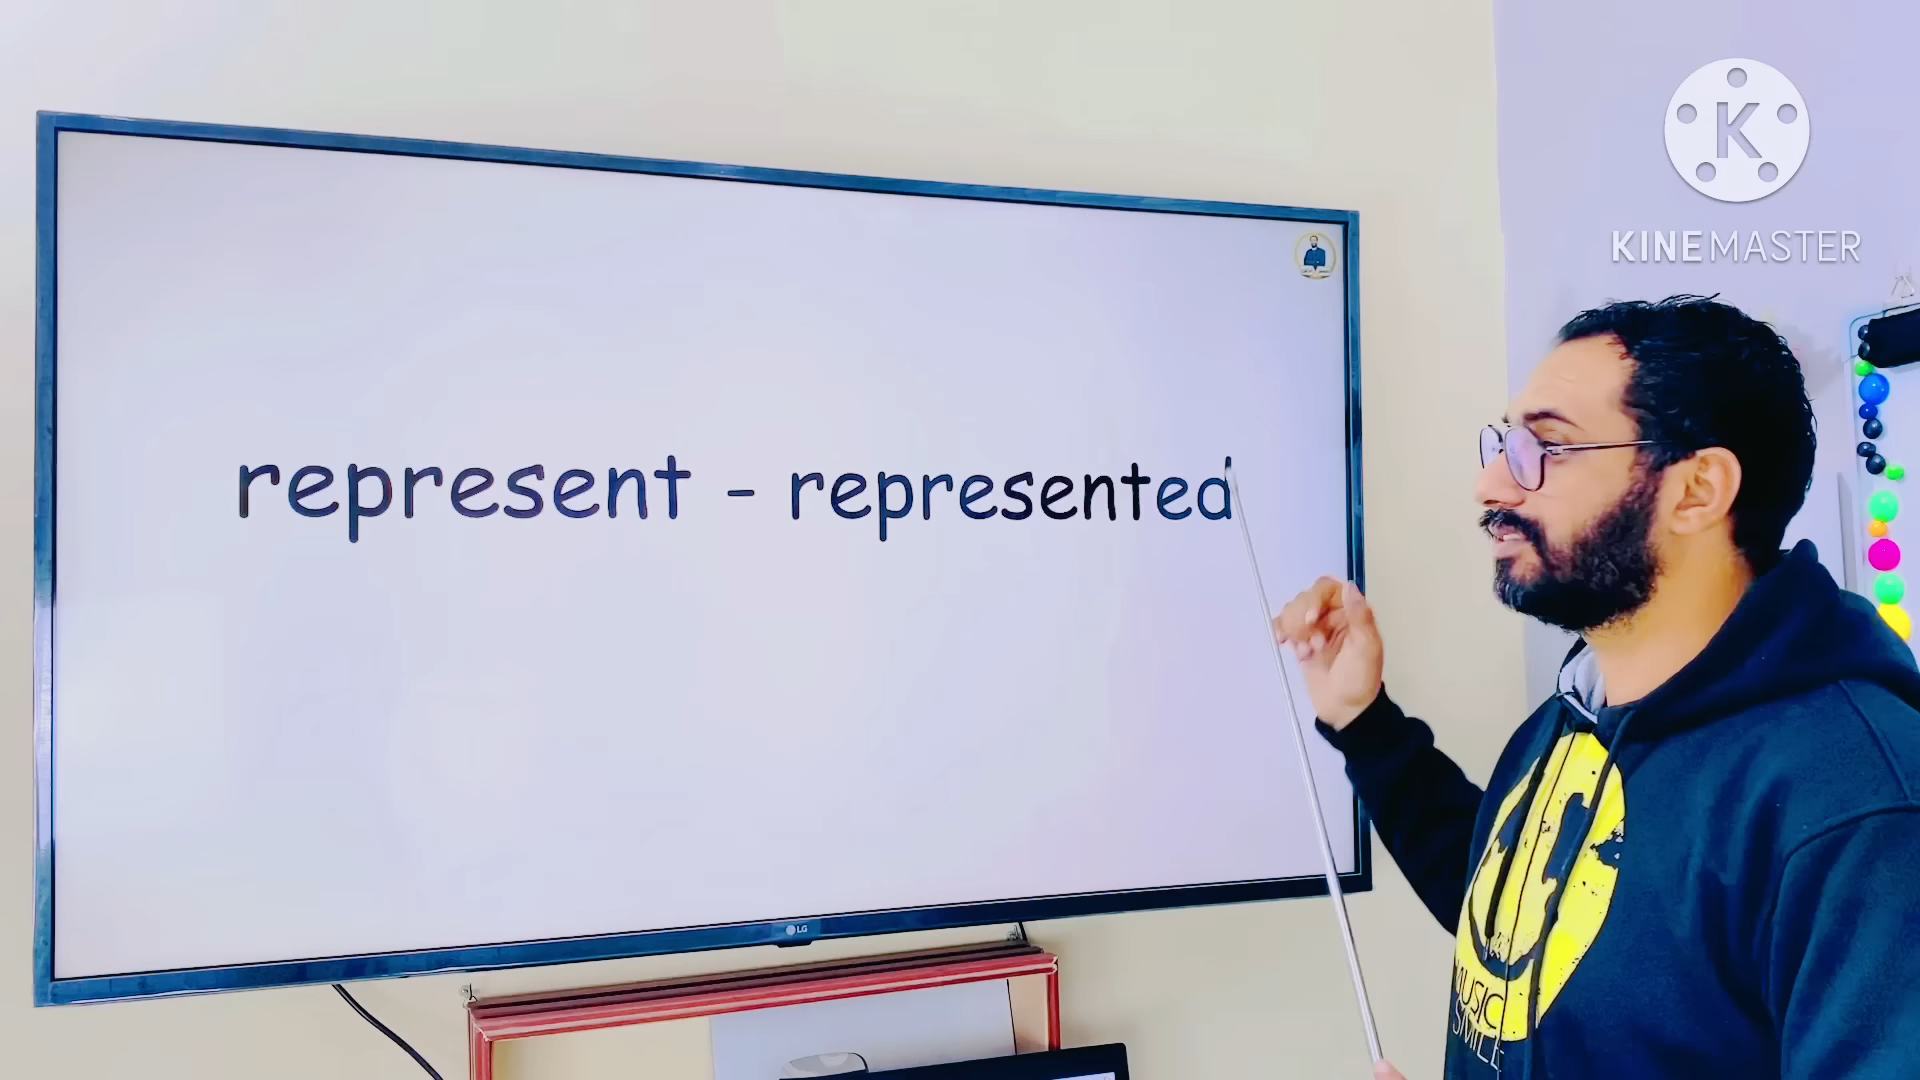 K
KINEMASTER
represent - represented
LG
MUSIC
SMILE